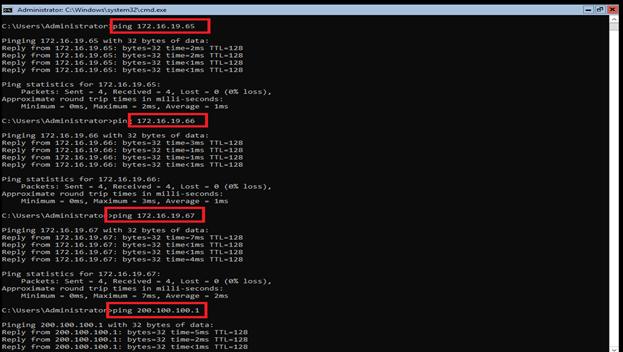 Administrator: C:\Windows\system32\cmd.exe
C:\Users\Administrator>ping 172.16.19.65
Pinging 172.16.19.65 with 32 bytes of data:
Reply from 172.16.19.65: bytes=32 time=2ms TTL=128
Reply from 172.16.19.65: bytes=32 time<1ms TTL=128
Reply from 172.16.19.65: bytes=32 time<1ms TTL=128
Reply from 172.16.19.65: bytes=32 time<1ms TTL=128
Ping statistics for 172.16.19.65:
Packets: Sent = 4, Received = 4, Lost = 0 (0% loss),
Approximate round trip times in milli-seconds:
Minimum = 0ms, Maximum = 2ms, Average = 1ms
C:\Users\Administrator>ping 172.16.19.66
Pinging 172.16.19.66 with 32 bytes of data:
Reply from 172.16.19.66: bytes=32 time=3ms TTL=128
Reply from 172.16.19.66: bytes=32 time=1ms TTL=128
Reply from 172.16.19.66: bytes=32 time<1ms TTL=128
Reply from 172.16.19.66: bytes=32 time<1ms TTL=128
Ping statistics for 172.16.19.66:
Packets: Sent = 4, Received = 4, Lost = 0 (0% loss),
Approximate round trip times in milli-seconds:
Minimum = 0ms, Maximum = 3ms, Average = 1ms
C:\Users\Administrator>ping 172.16.19.67
Pinging 172.16.19.67 with 32 bytes of data:
Reply from 172.16.19.67: bytes=32 time=7ms TTL=128
Reply from 172.16.19.67: bytes=32 time<1ms TTL=128
Reply from 172.16.19.67: bytes=32 time<1ms TTL=128
Reply from 172.16.19.67: bytes=32 time=4ms TTL=128
Ping statistics for 172.16.19.67:
Packets: Sent = 4, Received = 4, Lost = 0 (0% loss),
Approximate round trip times in milli-seconds:
Minimum = 0ms, Maximum = 7ms, Average = 2ms
C:\Users\Administrator>ping 200.100.100.1
Pinging 200.100.100.1 with 32 bytes of data:
Reply from 200.100.100.1: bytes=32 time=5ms TTL=128
Reply from 200.100.100.1: bytes=32 time=2ms TTL=128
Reply from 200.100.100.1: bytes=32 time<1ms TTL=128